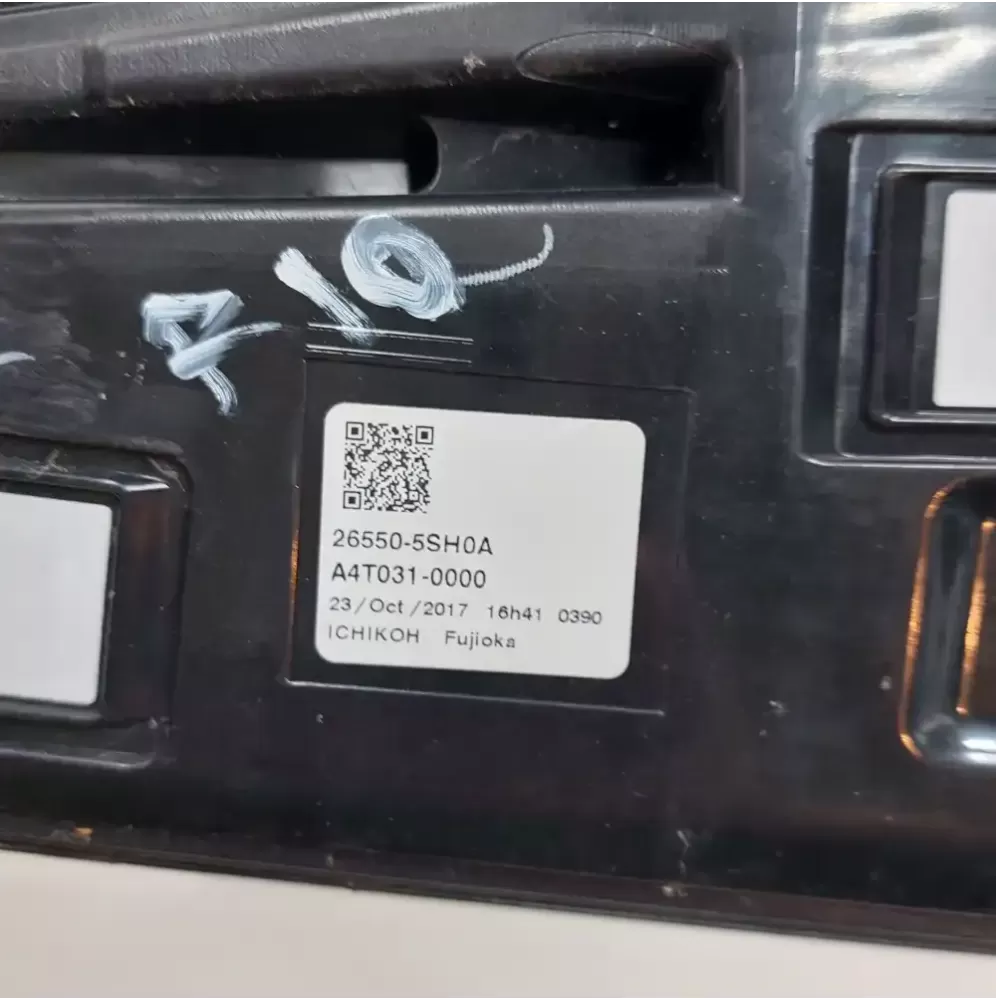 A10
26550-5SH0A
A4T031-0000
23/Oct/2017 16h41 0390
ICHIKOH Fujioka